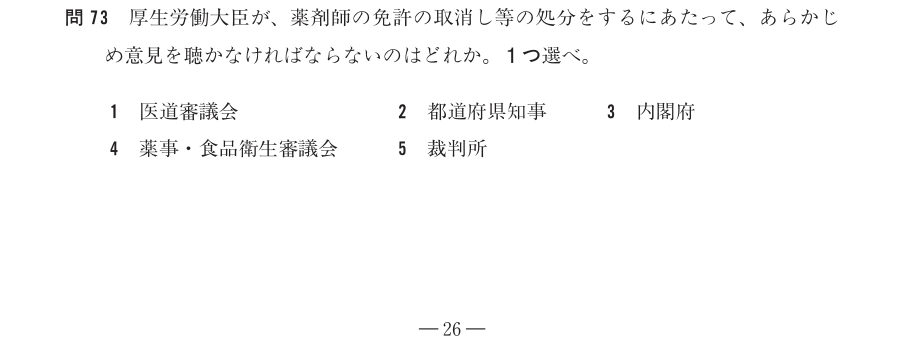 問 73　厚生労働大臣が、薬剤師の免許の取消し等の処分をするにあたって、あらかじ
め意見を聴かなければならないのはどれか。1つ選べ。
1　医道審議会　2　都道府県知事　3　内閣府
4　薬事・食品衛生審議会　5　裁判所
— 26 —